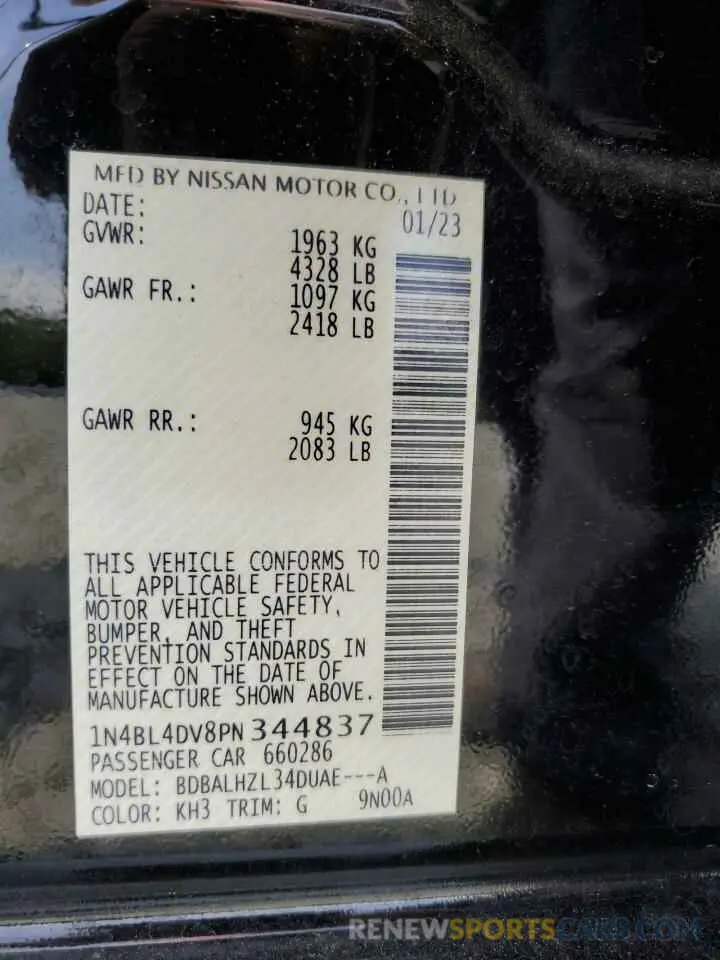 MFD BY NISSAN MOTOR CO., LTD
DATE: 01/23
GVWR: 1963 KG
4328 LB
GAWR FR.: 1097 KG
2418 LB
GAWR RR.: 945 KG
2083 LB
THIS VEHICLE CONFORMS TO
ALL APPLICABLE FEDERAL
MOTOR VEHICLE SAFETY,
BUMPER, AND THEFT
PREVENTION STANDARDS IN
EFFECT ON THE DATE OF
MANUFACTURE SHOWN ABOVE.
1N4BL4DV8PN344837
PASSENGER CAR 660286
MODEL: BDBALHZL34DUAE---A
COLOR: KH3 TRIM: G 9N00A
RENEWSPORTSCARS.COM